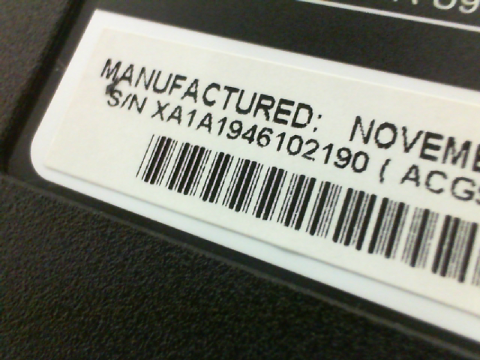 MANUFACTURED: NOVEME
S/N XA1A1946102190 ( ACGS